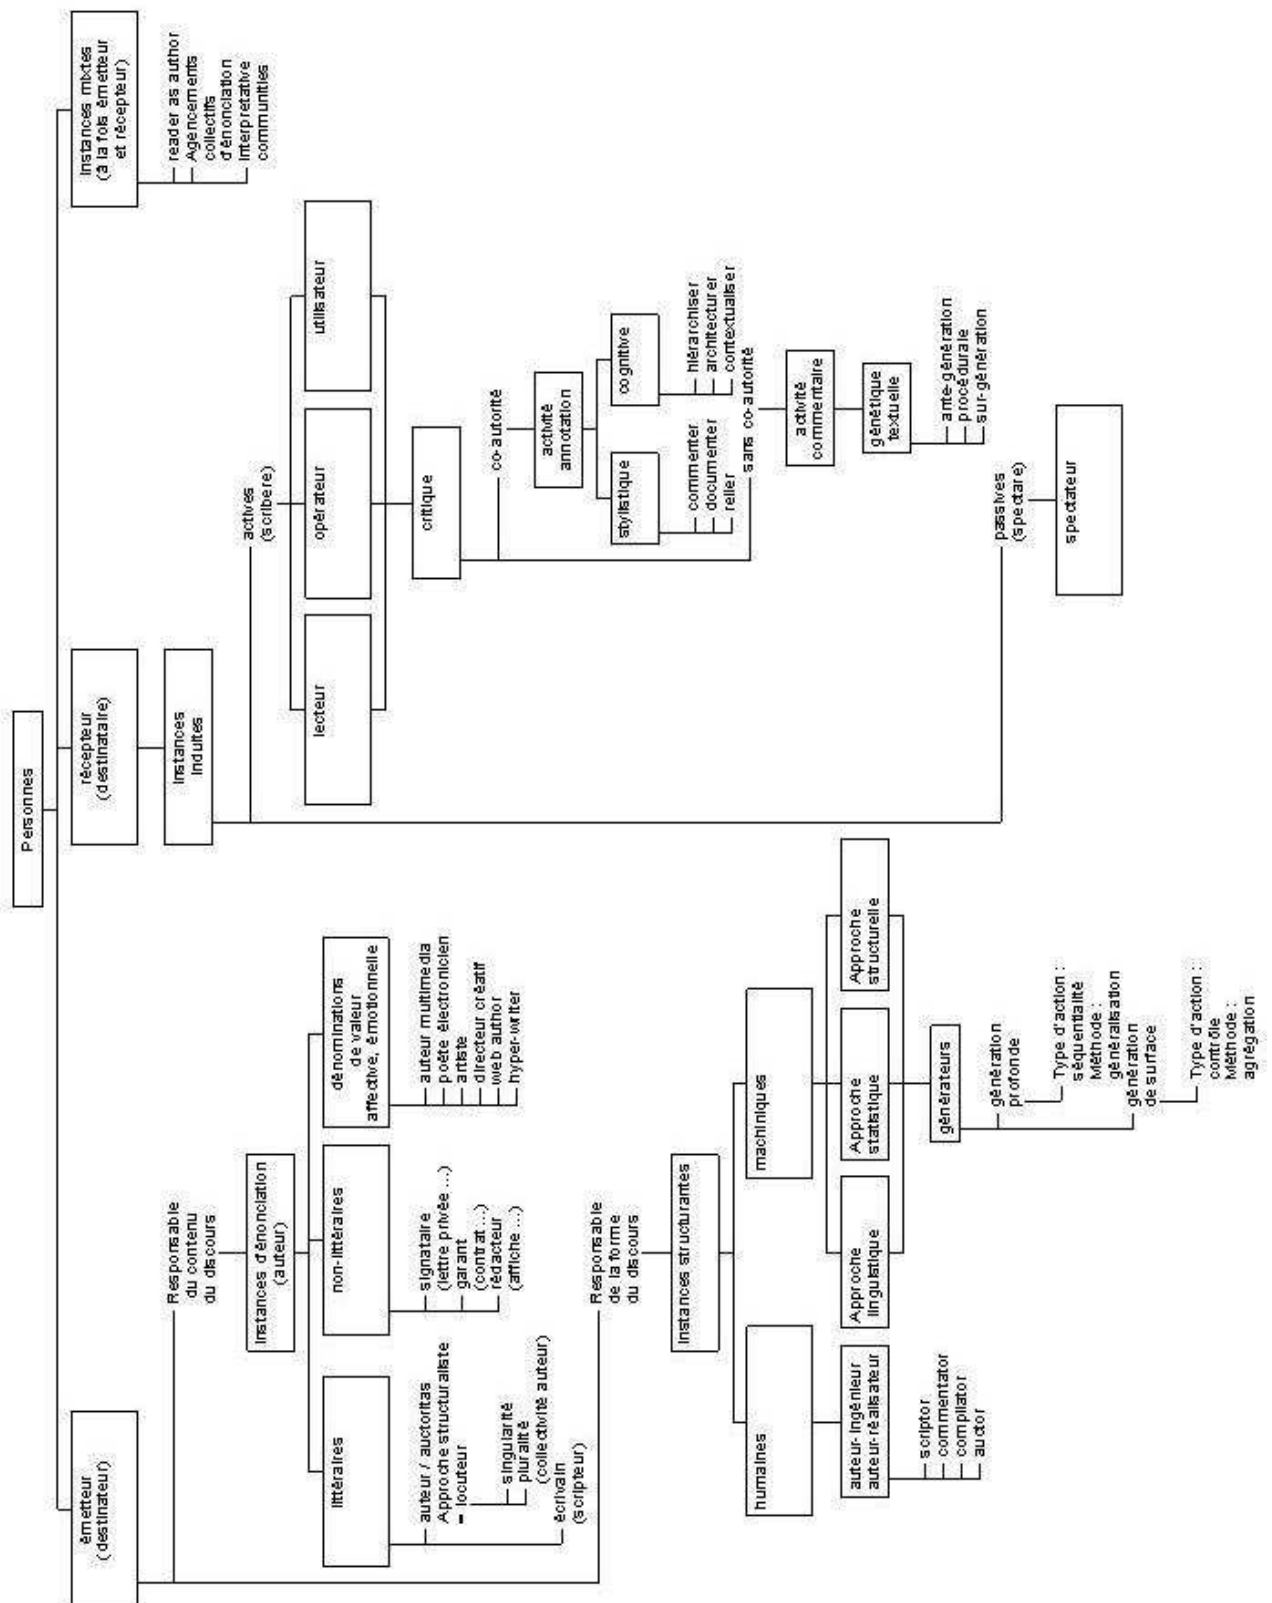 Personnes
émetteur
(destinateur)
Responsable
du contenu
du discours
Instances d'énonciation
(auteur)
littéraires
auteur / auctoritas
Approche structuraliste
= locuteur
singularité
pluralité
(collectivité auteur)
écrivain
(scripteur)
non-littéraires
signataire
(lettre privée ...)
garant
(contrat ...)
rédacteur
(affiche ...)
dénominations
de valeur
affective, émotionnelle
auteur multimedia
poète électronicien
artiste
directeur créatif
web author
hyper-writer
Responsable
de la forme
du discours
Instances structurantes
humaines
auteur-ingénieur
auteur-réalisateur
scriptor
commentator
compilator
auctor
machiniques
Approche
linguistique
Approche
statistique
Approche
structurelle
générateurs
génération
profonde
Type d'action :
séquentialité
Méthode :
généralisation
génération
de surface
Type d'action :
contrôle
Méthode :
agrégation
récepteur
(destinataire)
Instances
induites
actives
(scribere)
lecteur
opérateur
utilisateur
critique
co-autorité
activité
annotation
stylistique
commenter
documenter
relier
cognitive
hiérarchiser
architecturer
contextualiser
sans co-autorité
activité
commentaire
génétique
textuelle
ante-génération
procédurale
sur-génération
passives
(spectare)
spectateur
Instances mixtes
(à la fois émetteur
et récepteur)
reader as author
Agencements
collectifs
d'énonciation
interpretative
communities